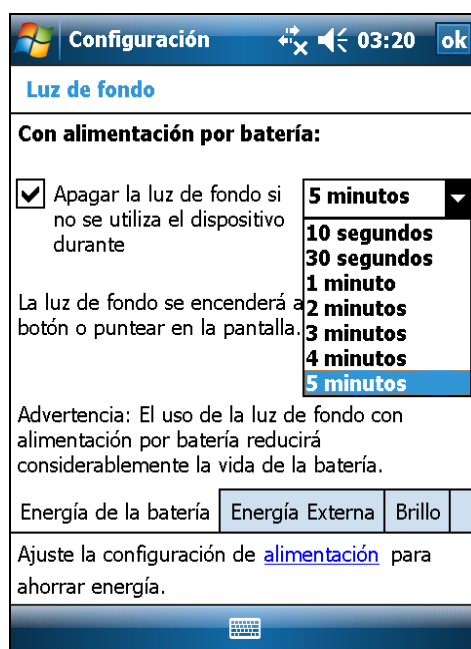 Configuración 03:20 ok
Luz de fondo
Con alimentación por batería:
Apagar la luz de fondo si
no se utiliza el dispositivo
durante
5 minutos
10 segundos
30 segundos
1 minuto
2 minutos
3 minutos
4 minutos
5 minutos
La luz de fondo se encenderá a
botón o puntear en la pantalla.
Advertencia: El uso de la luz de fondo con
alimentación por batería reducirá
considerablemente la vida de la batería.
Energía de la batería Energía Externa Brillo
Ajuste la configuración de alimentación para
ahorrar energía.